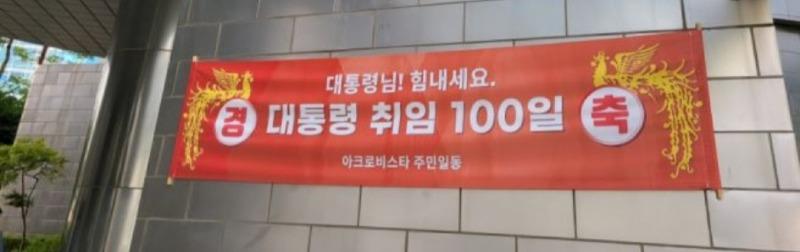 대통령님! 힘내세요.
경 대통령 취임 100일 축
아크로비스타 주민일동